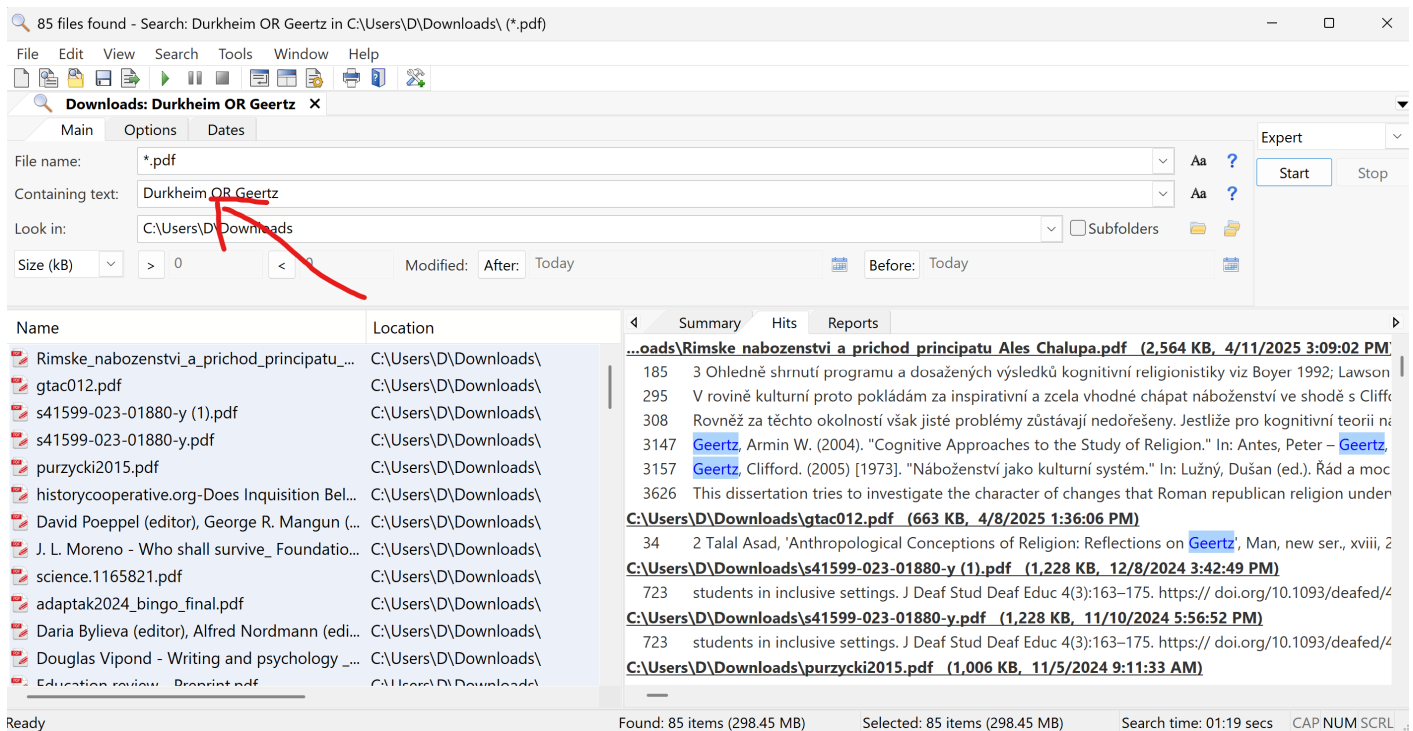 85 files found - Search: Durkheim OR Geertz in C:\Users\D\Downloads\ (*.pdf)
File Edit View Search Tools Window Help
Downloads: Durkheim OR Geertz
Main Options Dates
Expert
File name: *.pdf Aa ?
Start Stop
Containing text: Durkheim OR Geertz Aa ?
Look in: C:\Users\D\Downloads Subfolders
Size (kB) > 0 < 0 Modified: After: Today Before: Today
Name Location
Rimske_nabozenstvi_a_prichod_principatu_... C:\Users\D\Downloads\
gtac012.pdf C:\Users\D\Downloads\
s41599-023-01880-y (1).pdf C:\Users\D\Downloads\
s41599-023-01880-y.pdf C:\Users\D\Downloads\
purzycki2015.pdf C:\Users\D\Downloads\
historycooperative.org-Does Inquisition Bel... C:\Users\D\Downloads\
David Poeppel (editor), George R. Mangun (... C:\Users\D\Downloads\
J. L. Moreno - Who shall survive_ Foundatio... C:\Users\D\Downloads\
science.1165821.pdf C:\Users\D\Downloads\
adaptak2024_bingo_final.pdf C:\Users\D\Downloads\
Daria Bylieva (editor), Alfred Nordmann (edi... C:\Users\D\Downloads\
Douglas Vipond - Writing and psychology _... C:\Users\D\Downloads\
Education review - Preprint.pdf C:\Users\D\Downloads\
Summary Hits Reports
...oads\Rimske_nabozenstvi_a_prichod_principatu_Ales_Chalupa.pdf (2,564 KB, 4/11/2025 3:09:02 PM)
185 3 Ohledně shrnutí programu a dosažených výsledků kognitivní religionistiky viz Boyer 1992; Lawson
295 V rovině kulturní proto pokládám za inspirativní a zcela vhodné chápat náboženství ve shodě s Cliff
308 Rovněž za těchto okolností však jisté problémy zůstávají nedořešeny. Jestliže pro kognitivní teorii
3147 Geertz, Armin W. (2004). "Cognitive Approaches to the Study of Religion." In: Antes, Peter – Geertz,
3157 Geertz, Clifford. (2005) [1973]. "Náboženství jako kulturní systém." In: Lužný, Dušan (ed.). Řád a moc
3626 This dissertation tries to investigate the character of changes that Roman republican religion under
C:\Users\D\Downloads\gtac012.pdf (663 KB, 4/8/2025 1:36:06 PM)
34 2 Talal Asad, 'Anthropological Conceptions of Religion: Reflections on Geertz', Man, new ser., xviii, 2
C:\Users\D\Downloads\s41599-023-01880-y (1).pdf (1,228 KB, 12/8/2024 3:42:49 PM)
723 students in inclusive settings. J Deaf Stud Deaf Educ 4(3):163–175. https:// doi.org/10.1093/deafed/4
C:\Users\D\Downloads\s41599-023-01880-y.pdf (1,228 KB, 11/10/2024 5:56:52 PM)
723 students in inclusive settings. J Deaf Stud Deaf Educ 4(3):163–175. https:// doi.org/10.1093/deafed/4
C:\Users\D\Downloads\purzycki2015.pdf (1,006 KB, 11/5/2024 9:11:33 AM)
Ready Found: 85 items (298.45 MB) Selected: 85 items (298.45 MB) Search time: 01:19 secs CAP NUM SCRL